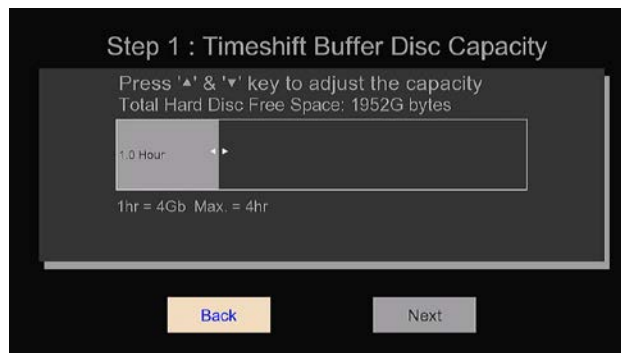 Step 1 : Timeshift Buffer Disc Capacity
Press '▲' & '▼' key to adjust the capacity
Total Hard Disc Free Space: 1952G bytes
1.0 Hour
1hr = 4Gb  Max. = 4hr
Back
Next